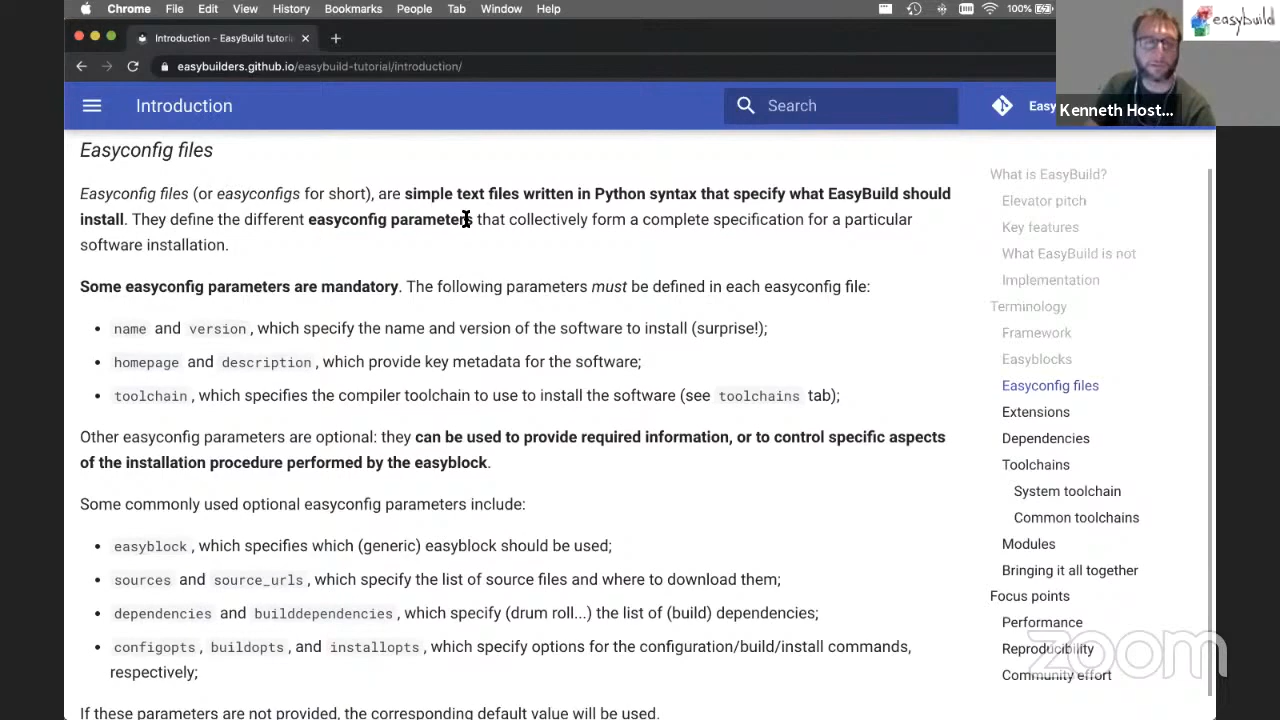 Chrome File Edit View History Bookmarks People Tab Window Help 100%
Introduction - EasyBuild tutori
easybuilders.github.io/easybuild-tutorial/introduction/
Introduction
Search
Easy
Kenneth Host...
easybuild
Easyconfig files
Easyconfig files (or easyconfigs for short), are simple text files written in Python syntax that specify what EasyBuild should
install. They define the different easyconfig parameters that collectively form a complete specification for a particular
software installation.
Some easyconfig parameters are mandatory. The following parameters must be defined in each easyconfig file:
• name and version, which specify the name and version of the software to install (surprise!);
• homepage and description, which provide key metadata for the software;
• toolchain, which specifies the compiler toolchain to use to install the software (see toolchains tab);
Other easyconfig parameters are optional: they can be used to provide required information, or to control specific aspects
of the installation procedure performed by the easyblock.
Some commonly used optional easyconfig parameters include:
• easyblock, which specifies which (generic) easyblock should be used;
• sources and source_urls, which specify the list of source files and where to download them;
• dependencies and builddependencies, which specify (drum roll...) the list of (build) dependencies;
• configopts, buildopts, and installopts, which specify options for the configuration/build/install commands,
respectively;
If these parameters are not provided, the corresponding default value will be used.
What is EasyBuild?
Elevator pitch
Key features
What EasyBuild is not
Implementation
Terminology
Framework
Easyblocks
Easyconfig files
Extensions
Dependencies
Toolchains
System toolchain
Common toolchains
Modules
Bringing it all together
Focus points
Performance
Reproducibility
Community effort
zoom